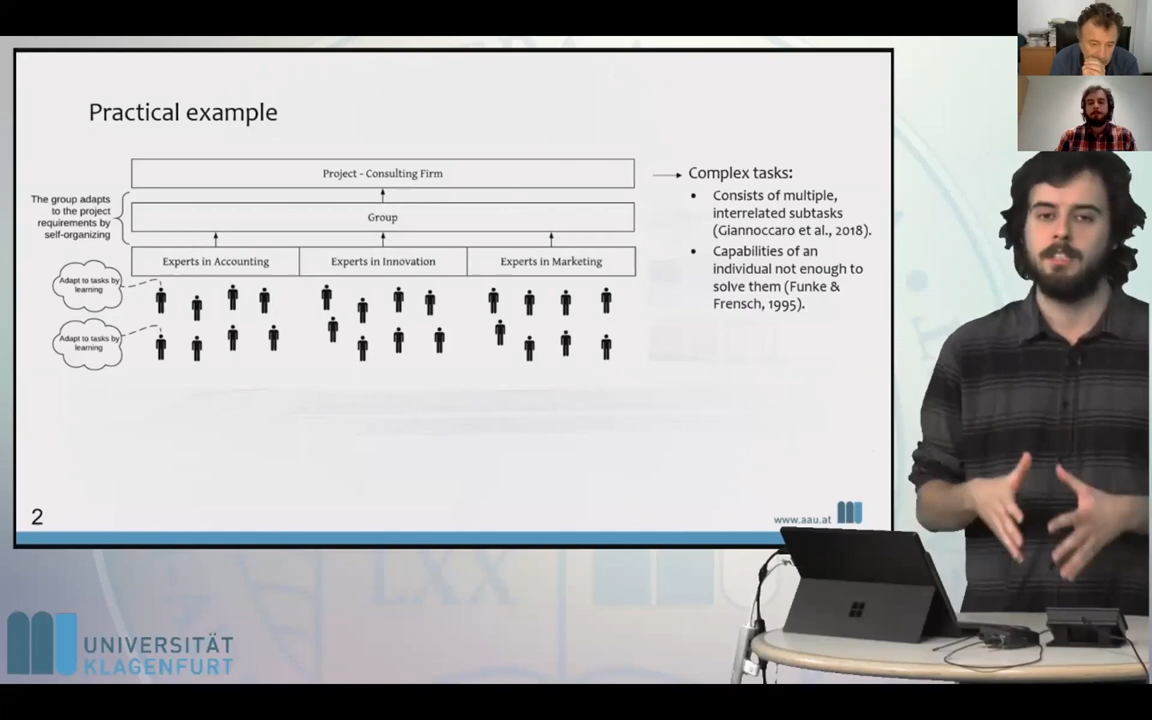 Practical example
Project - Consulting Firm
The group adapts
to the project
requirements by
self-organizing
Group
Experts in Accounting
Experts in Innovation
Experts in Marketing
Adapt to tasks by
learning
Adapt to tasks by
learning
Complex tasks:
• Consists of multiple,
interrelated subtasks
(Giannoccaro et al., 2018).
• Capabilities of an
individual not enough to
solve them (Funke &
Frensch, 1995).
2
www.aau.at
LXX
UNIVERSITÄT
KLAGENFURT